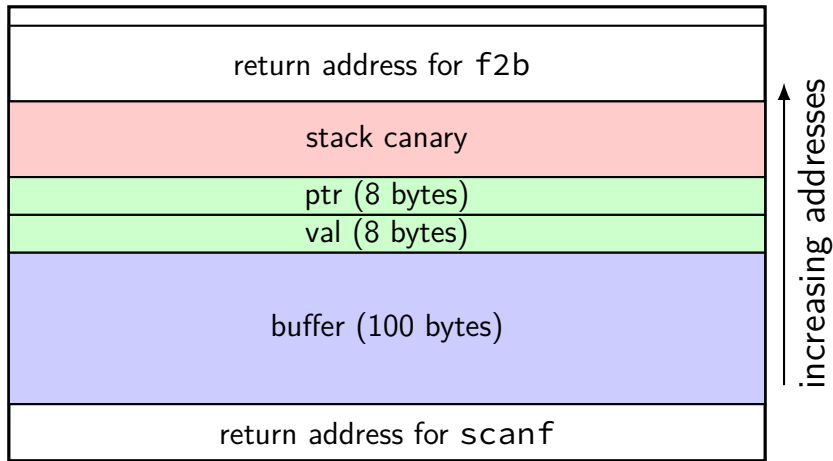 return address for f2b
stack canary
ptr (8 bytes)
val (8 bytes)
buffer (100 bytes)
return address for scanf
increasing addresses